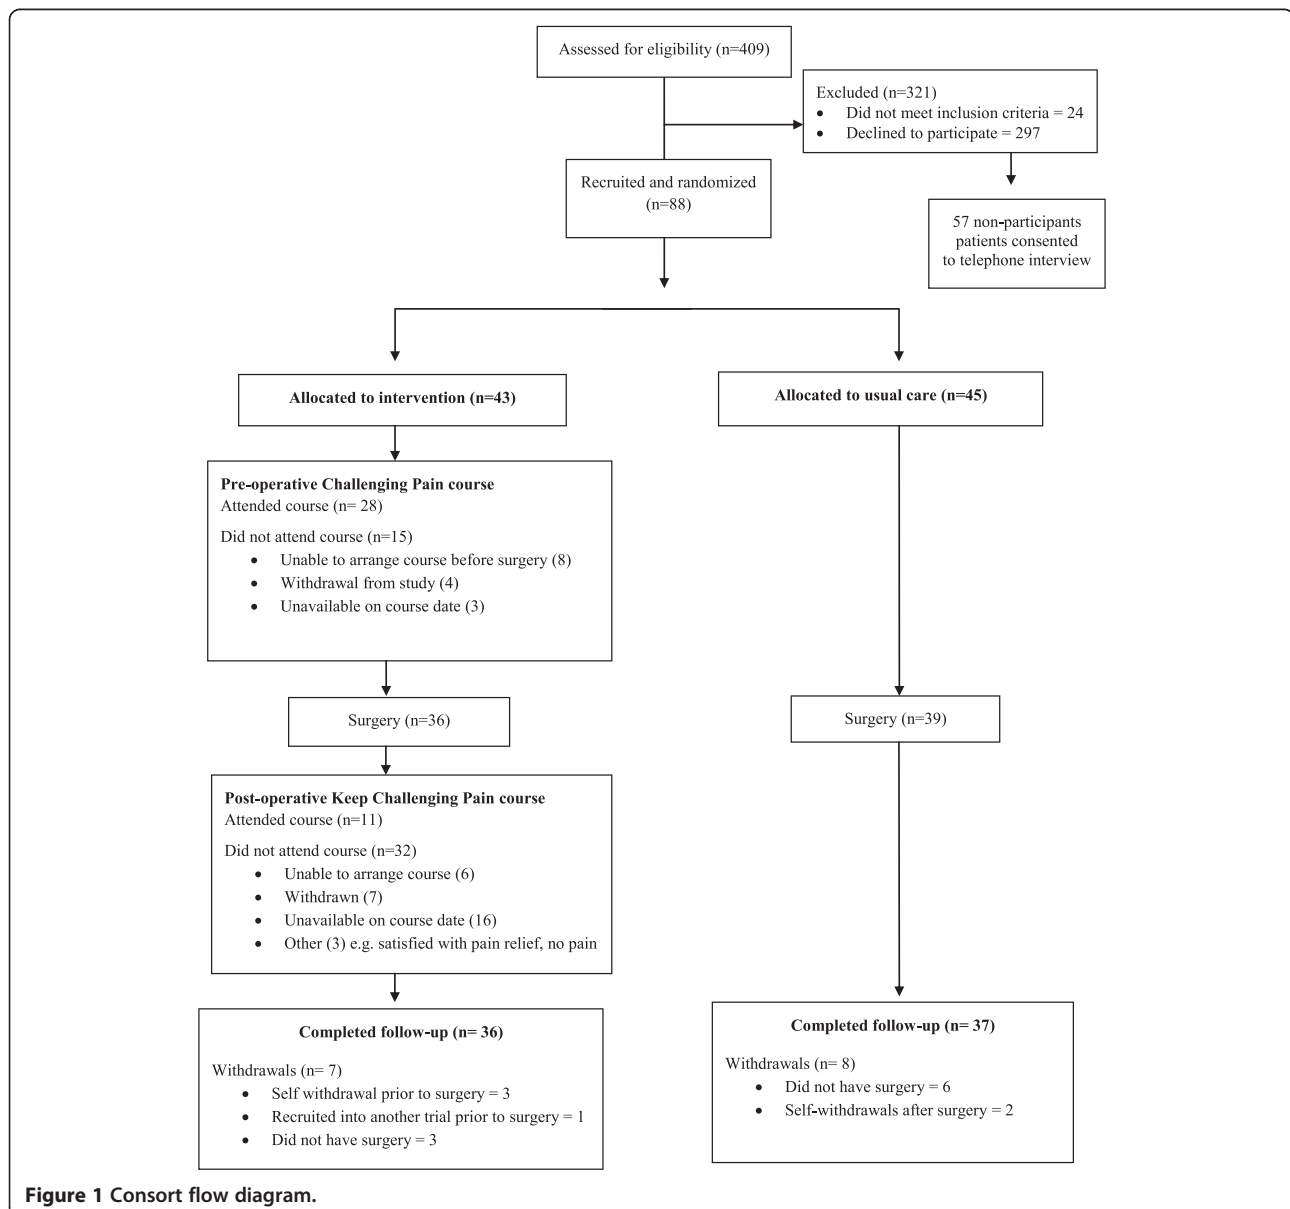 Assessed for eligibility (n=409)
Excluded (n=321)
• Did not meet inclusion criteria = 24
• Declined to participate = 297
Recruited and randomized
(n=88)
57 non-participants
patients consented
to telephone interview
Allocated to intervention (n=43)
Allocated to usual care (n=45)
Pre-operative Challenging Pain course
Attended course (n= 28)
Did not attend course (n=15)
• Unable to arrange course before surgery (8)
• Withdrawal from study (4)
• Unavailable on course date (3)
Surgery (n=36)
Surgery (n=39)
Post-operative Keep Challenging Pain course
Attended course (n=11)
Did not attend course (n=32)
• Unable to arrange course (6)
• Withdrawn (7)
• Unavailable on course date (16)
• Other (3) e.g. satisfied with pain relief, no pain
Completed follow-up (n= 36)
Withdrawals (n= 7)
• Self withdrawal prior to surgery = 3
• Recruited into another trial prior to surgery = 1
• Did not have surgery = 3
Completed follow-up (n= 37)
Withdrawals (n= 8)
• Did not have surgery = 6
• Self-withdrawals after surgery = 2
Figure 1 Consort flow diagram.